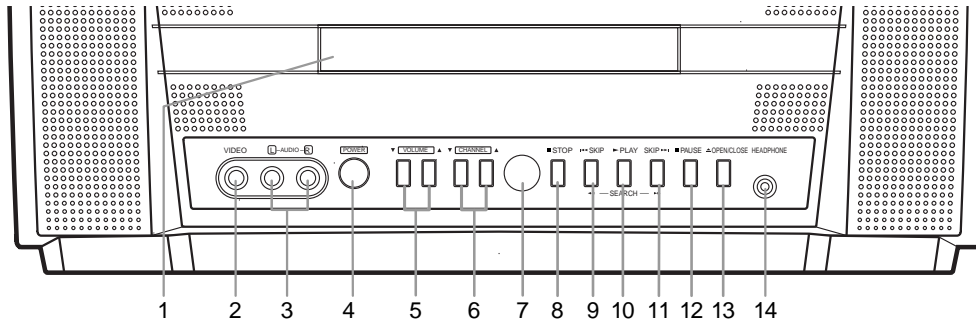 VIDEO L-AUDIO-R POWER ▼ VOLUME ▲ ▼ CHANNEL ▲ ■STOP I◄◄SKIP ►PLAY SKIP►►I ■PAUSE ▲OPEN/CLOSE HEADPHONE
◄◄ —SEARCH— ►►
1 2 3 4 5 6 7 8 9 10 11 12 13 14